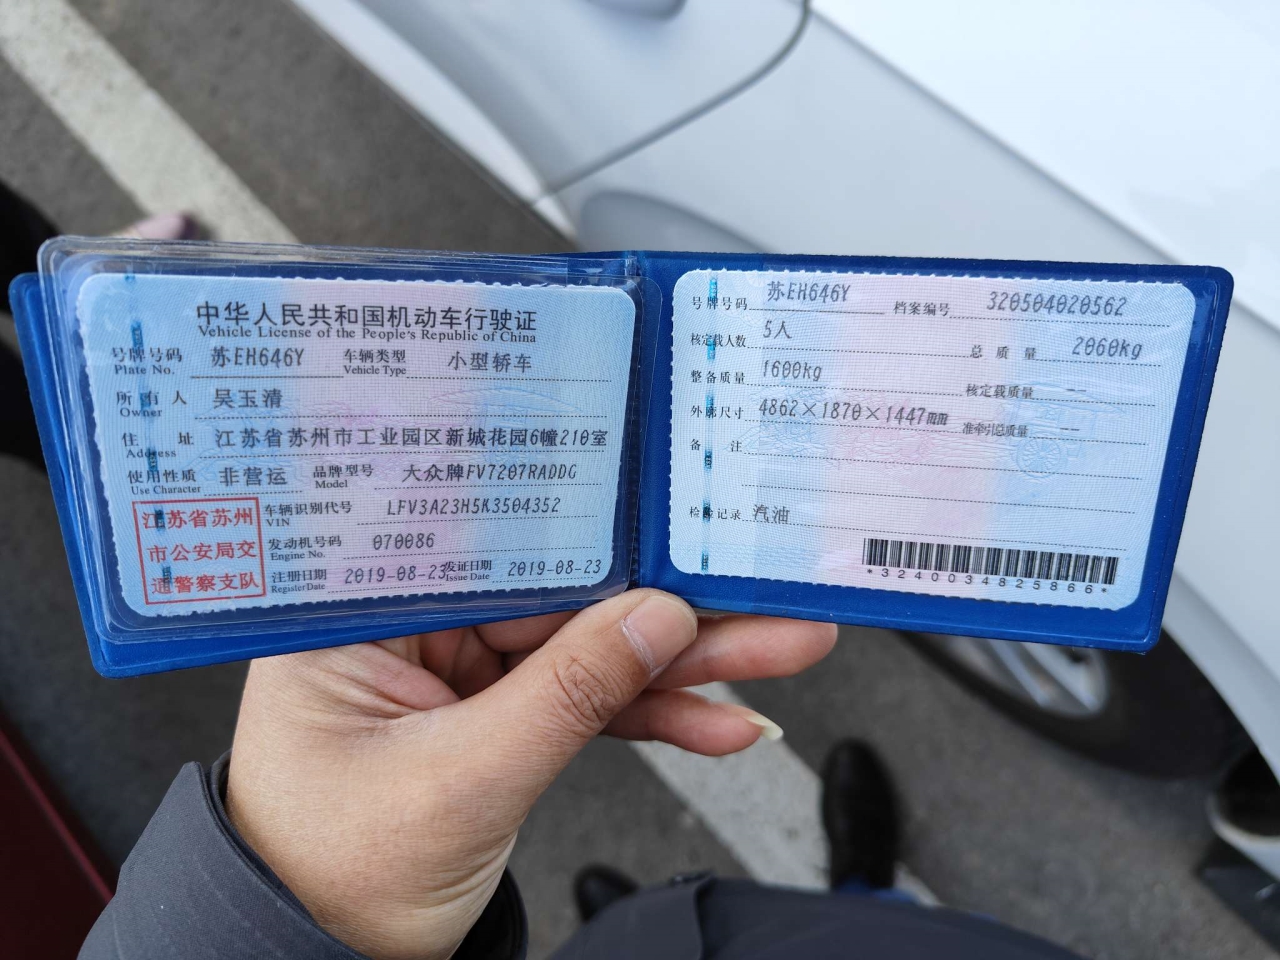 中华人民共和国机动车行驶证
Vehicle License of the People's Republic of China
号牌号码 苏EH646Y 车辆类型 小型轿车
Plate No. Vehicle Type
所有人 吴玉清
Owner
住址 江苏省苏州市工业园区新城花园6幢210室
Address
使用性质 非营运 品牌型号 大众牌FV7207RADDG
Use Character Model
江苏省苏州
市公安局交
通警察支队
车辆识别代号 LFV3A23H5K3504352
VIN
发动机号码 070086
Engine No.
注册日期 2019-08-23 发证日期 2019-08-23
Register Date Issue Date
号牌号码 苏EH646Y 档案编号 320504020562
核定载人数 5人 总质量 2060kg
整备质量 1600kg 核定载质量 --
外廓尺寸 4862×1870×1447mm 准牵引总质量 --
备注
检验记录 汽油
*3240034825866*